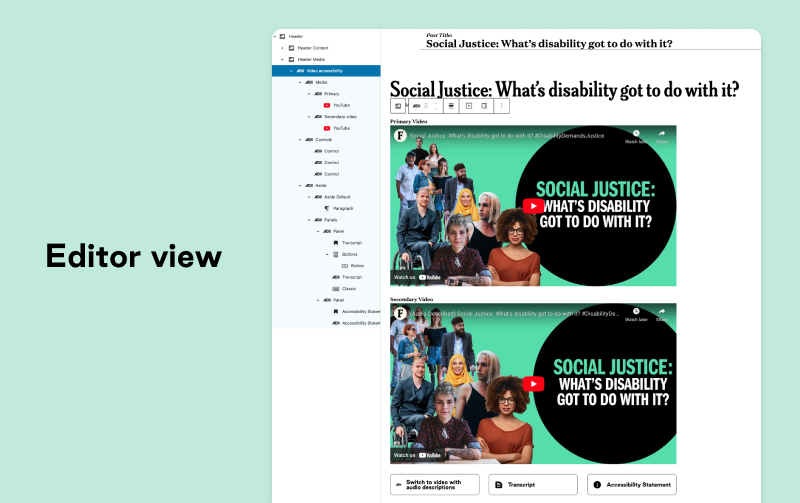 Editor view
Header
Header Content
Header Media
Video accessibility
Media
Primary
YouTube
Secondary video
YouTube
Controls
Control
Control
Control
Aside
Aside Default
Paragraph
Panels
Panel
Transcript
Buttons
Button
Transcript
Classic
Panel
Accessibility Statem
Accessibility Statem
Post Title:
Social Justice: What's disability got to do with it?
Social Justice: What's disability got to do with it?
Primary Video
F
Social Justice: What's disability got to do with it? #DisabilityDemandsJustice
Watch later
Share
SOCIAL JUSTICE:
WHAT'S DISABILITY
GOT TO DO WITH IT?
Watch on YouTube
Secondary Video
F
(Audio Described) Social Justice: What's disability got to do with it? #DisabilityDe...
Watch later
Share
SOCIAL JUSTICE:
WHAT'S DISABILITY
GOT TO DO WITH IT?
Watch on YouTube
Switch to video with
audio descriptions
Transcript
Accessibility Statement